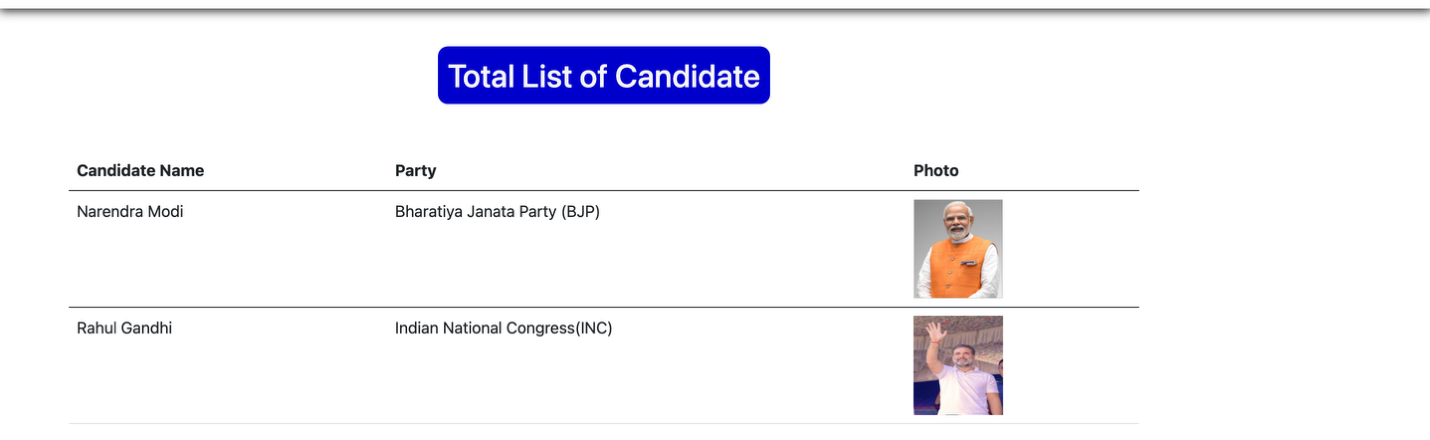 Total List of Candidate
Candidate Name Party Photo
Narendra Modi Bharatiya Janata Party (BJP)
Rahul Gandhi Indian National Congress(INC)